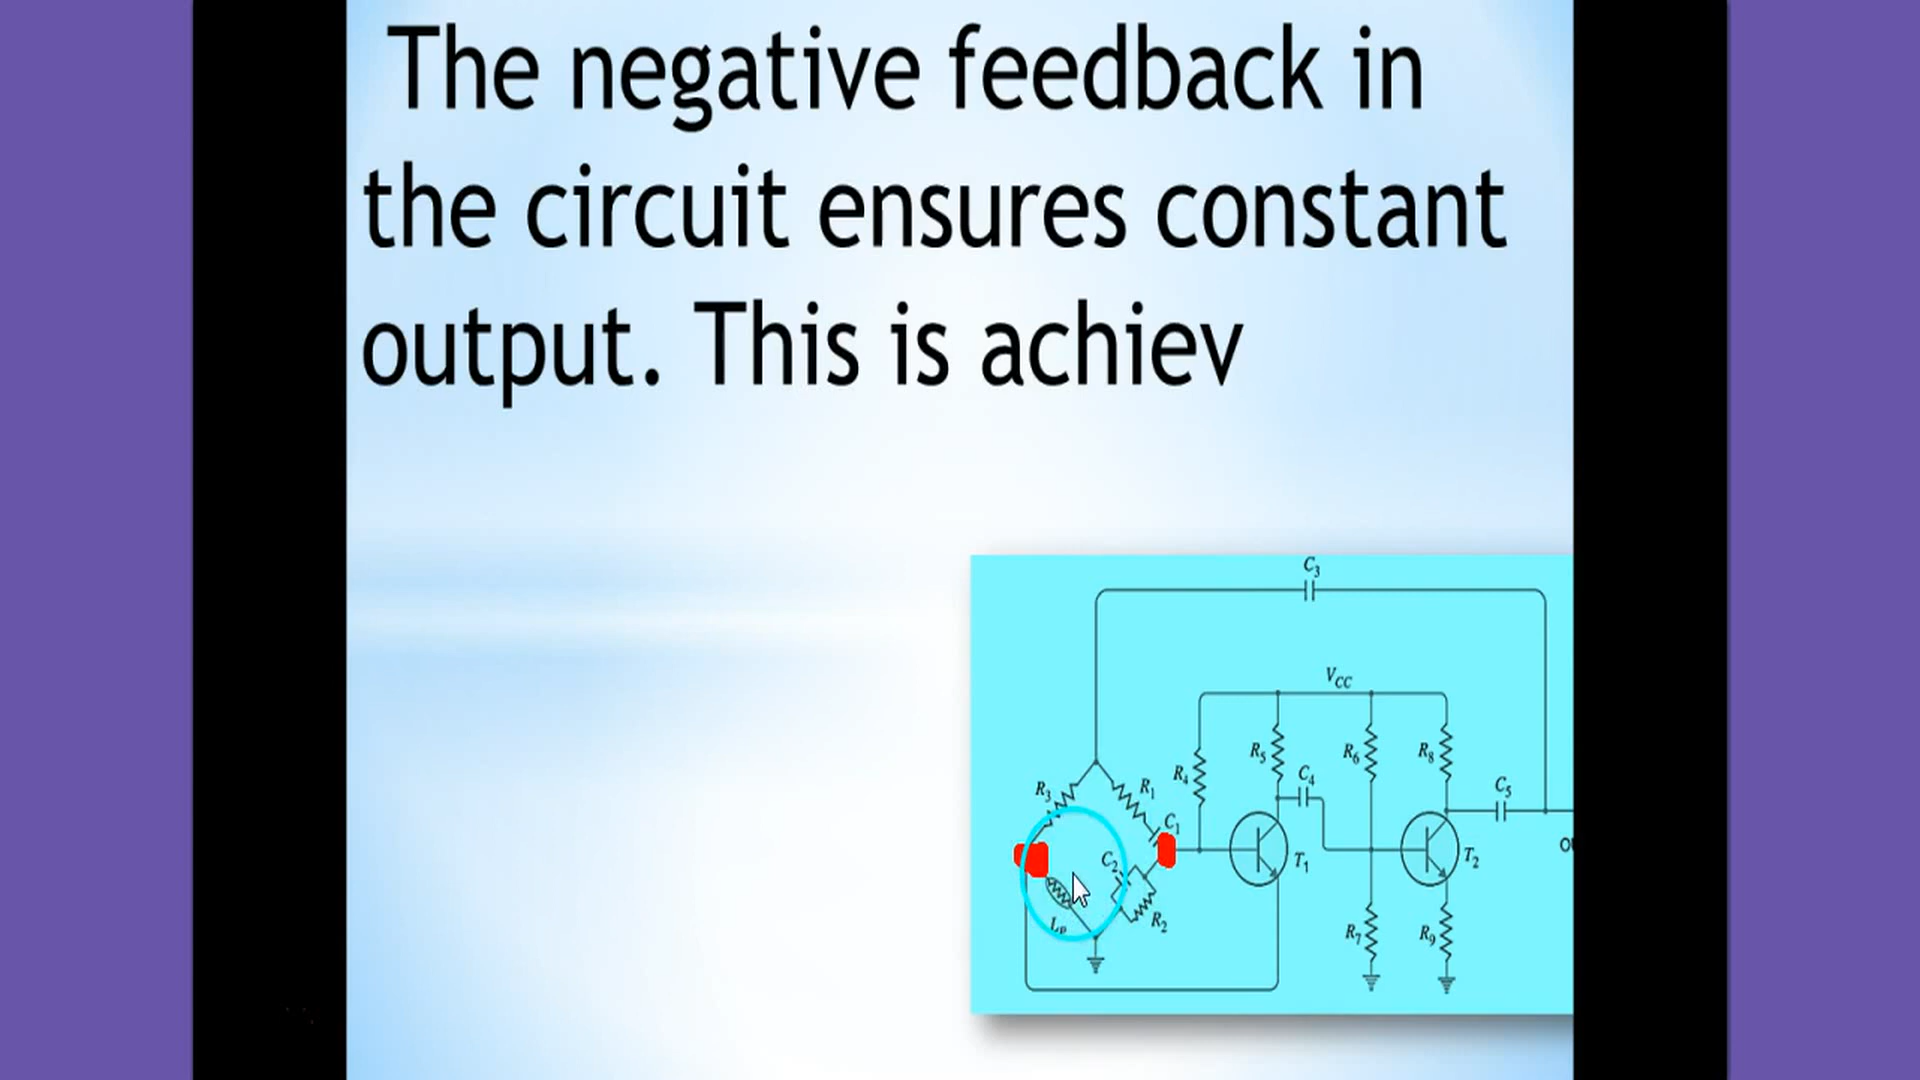 The negative feedback in
the circuit ensures constant
output. This is achiev
C3
VCC
R5
R6
R8
R4
C4
C5
R3
R1
C1
C2
T1
T2
R2
R7
R9